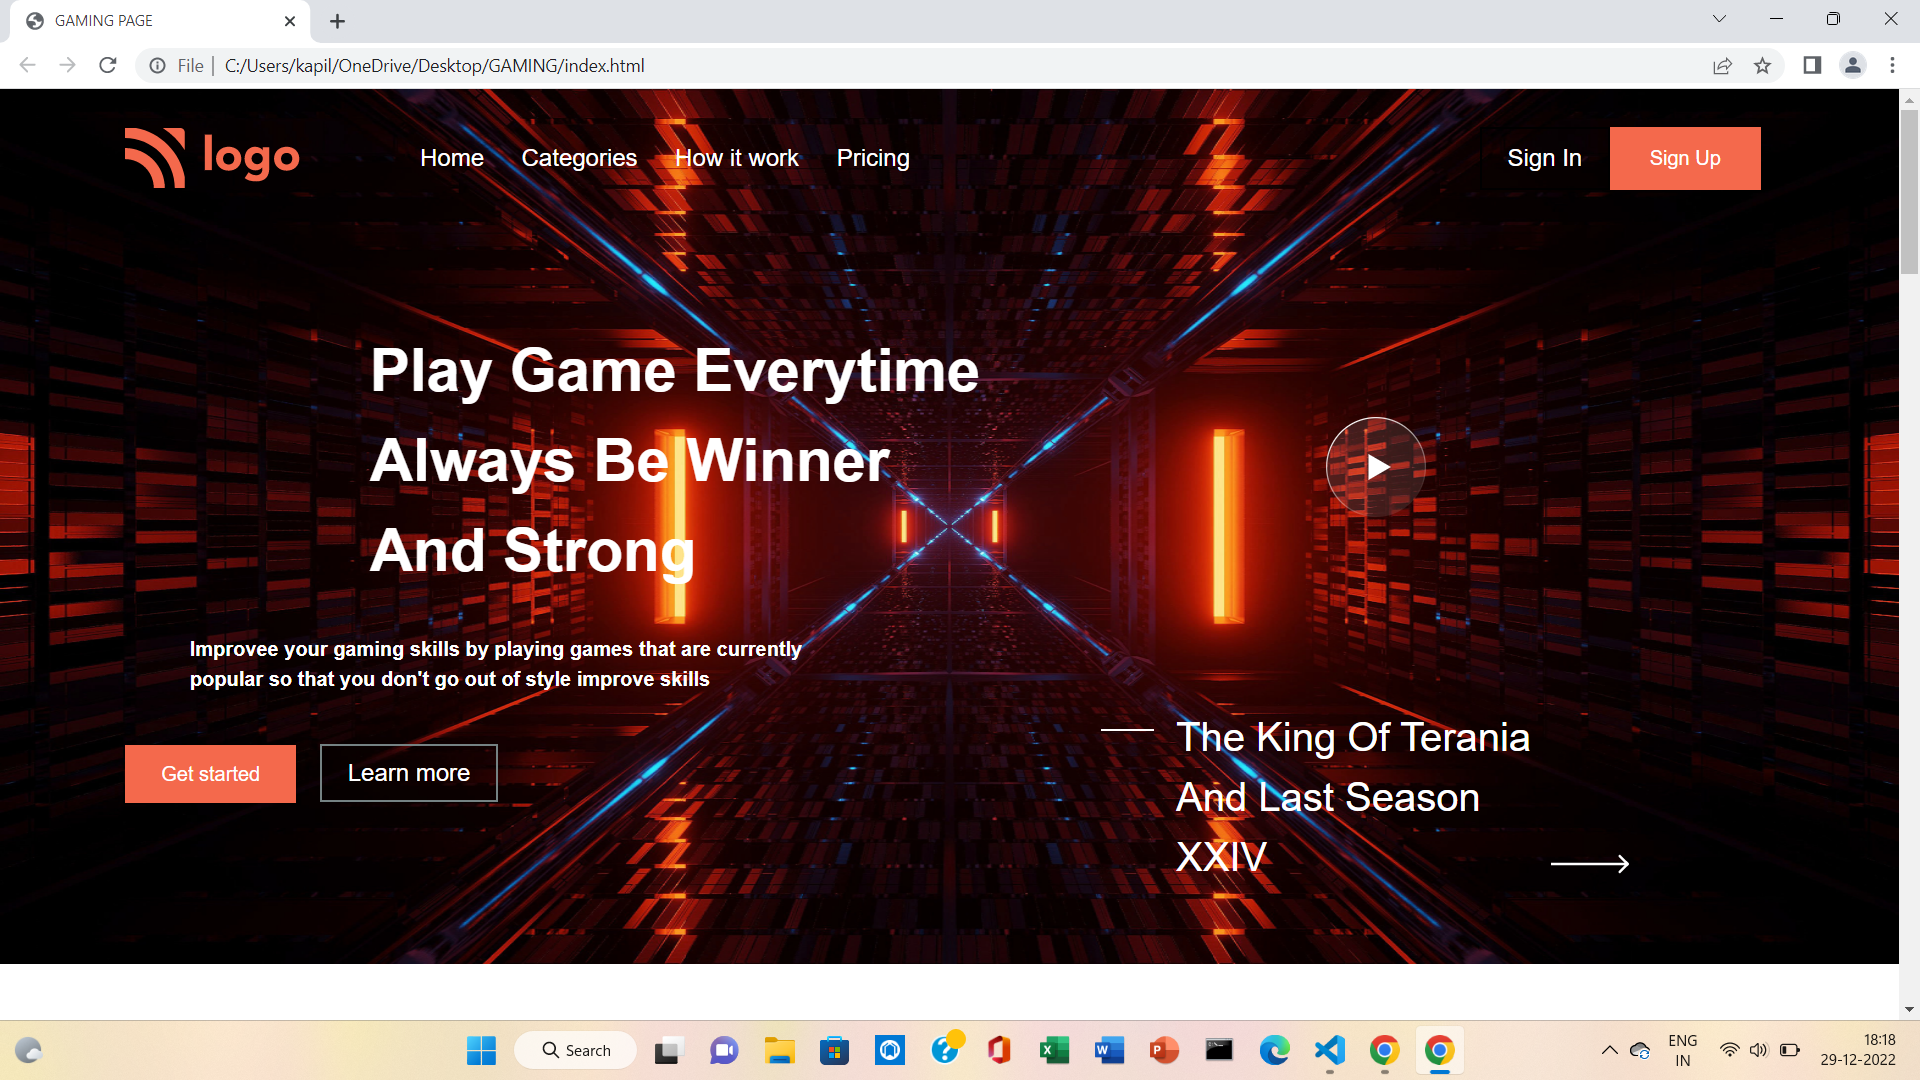 GAMING PAGE
File
C:/Users/kapil/OneDrive/Desktop/GAMING/index.html
logo
Home
Categories
How it work
Pricing
Sign In
Sign Up
Play Game Everytime
Always Be Winner
And Strong
Improvee your gaming skills by playing games that are currently
popular so that you don't go out of style improve skills
Get started
Learn more
The King Of Terania
And Last Season
XXIV
Search
ENG
IN
18:18
29-12-2022